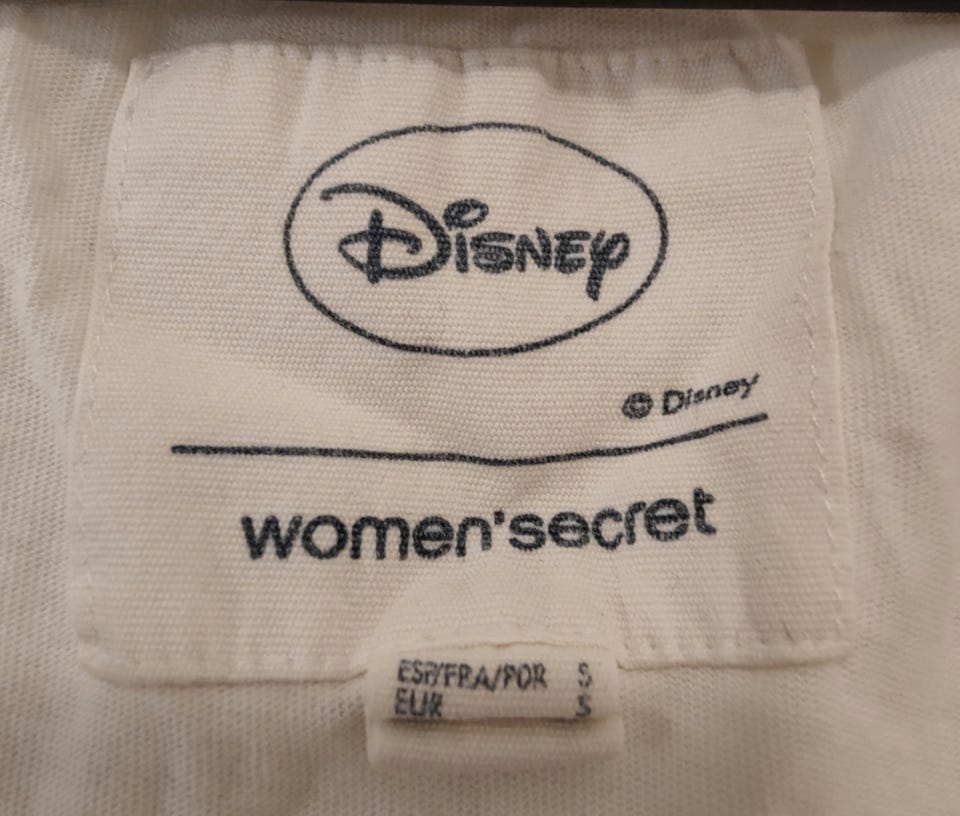 Disney
© Disney
women'secret
ESP/FRA/POR S
EUR S